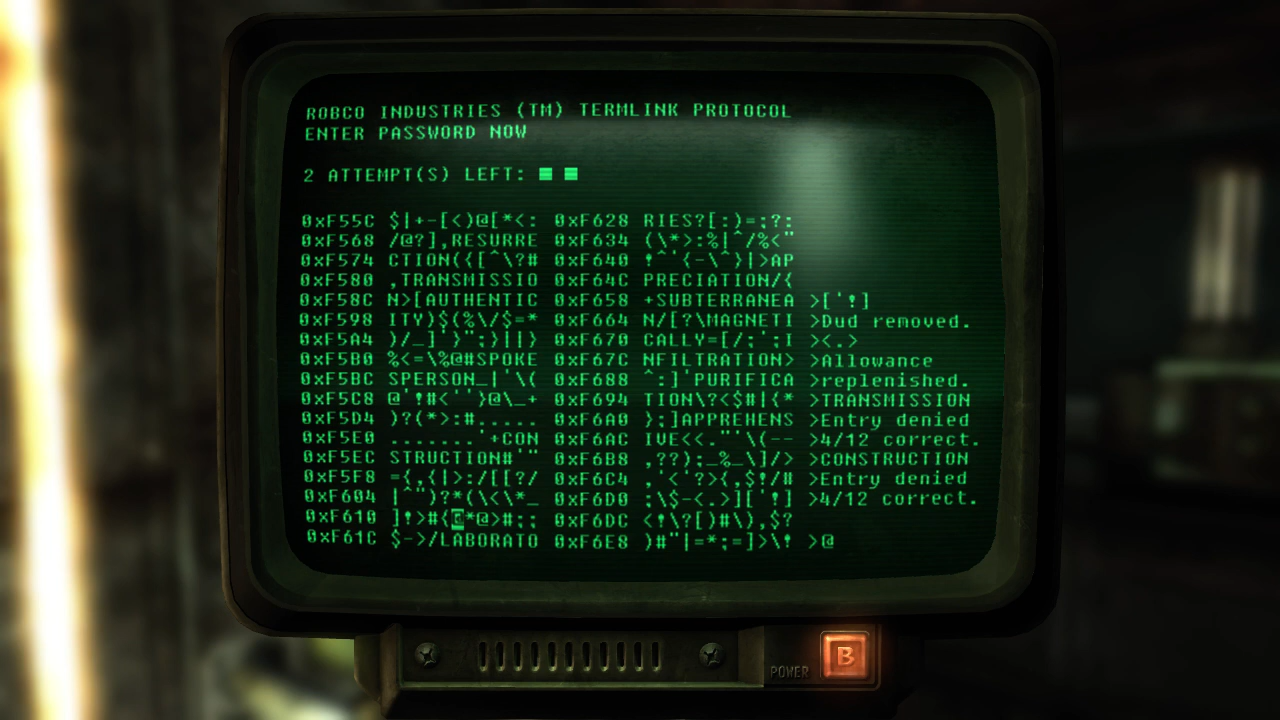 ROBCO INDUSTRIES (TM) TERMLINK PROTOCOL
ENTER PASSWORD NOW
2 ATTEMPT(S) LEFT: ■ ■
0xF55C $|+-[<)@[*<: 0xF628 RIES?[:)=;?:
0xF568 /@?],RESURRE 0xF634 (\*>:%|^/%<"
0xF574 CTION({[^\?# 0xF640 !^'{-\^}|>AP
0xF580 ,TRANSMISSIO 0xF64C PRECIATION/{
0xF58C N>[AUTHENTIC 0xF658 +SUBTERRANEA >['!]
0xF598 ITY)$(%\/$=* 0xF664 N/[?\MAGNETI >Dud removed.
0xF5A4 )/_]'}":}||} 0xF670 CALLY=[/;';I ><.>
0xF5B0 %<=\%@#SPOKE 0xF67C NFILTRATION> >Allowance
0xF5BC SPERSON_|'\( 0xF688 ^:]'PURIFICA >replenished.
0xF5C8 @'!#<''}@\_+ 0xF694 TION\?<$#|{* >TRANSMISSION
0xF5D4 )?(*>:#..... 0xF6A0 };]APPREHENS >Entry denied
0xF5E0 .......'+CON 0xF6AC IVE<<."'\(-- >4/12 correct.
0xF5EC STRUCTION#'" 0xF6B8 ,??);_%_\]/> >CONSTRUCTION
0xF5F8 ={,{|>:/[[?/ 0xF6C4 ,'<'?>{,$!/# >Entry denied
0xF604 |^")?*(\<\*_ 0xF6D0 ;\$-<.>]['!] >4/12 correct.
0xF610 ]!>#{@*@>#;; 0xF6DC <!\?[)#\),$?
0xF61C $->/LABORATO 0xF6E8 )#"|=*;=]>\! >@
POWER
B